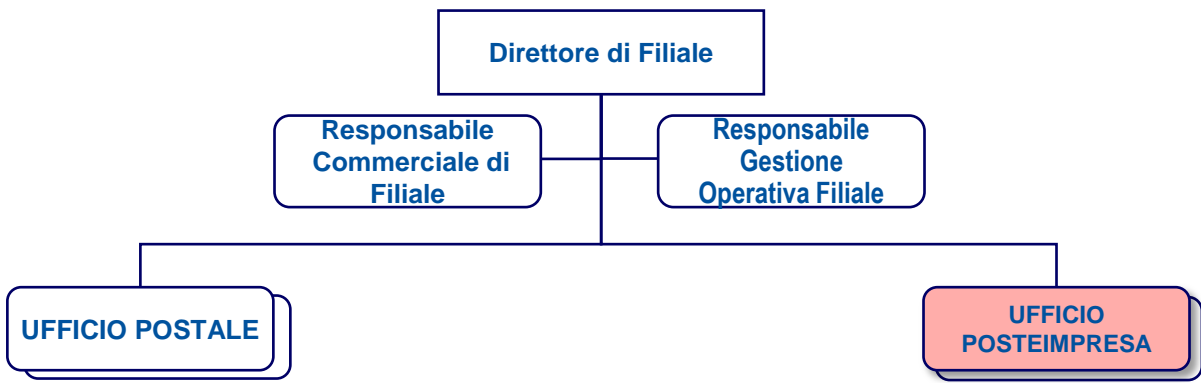 Direttore di Filiale
Responsabile
Commerciale di
Filiale
Responsabile
Gestione
Operativa Filiale
UFFICIO POSTALE
UFFICIO
POSTEIMPRESA